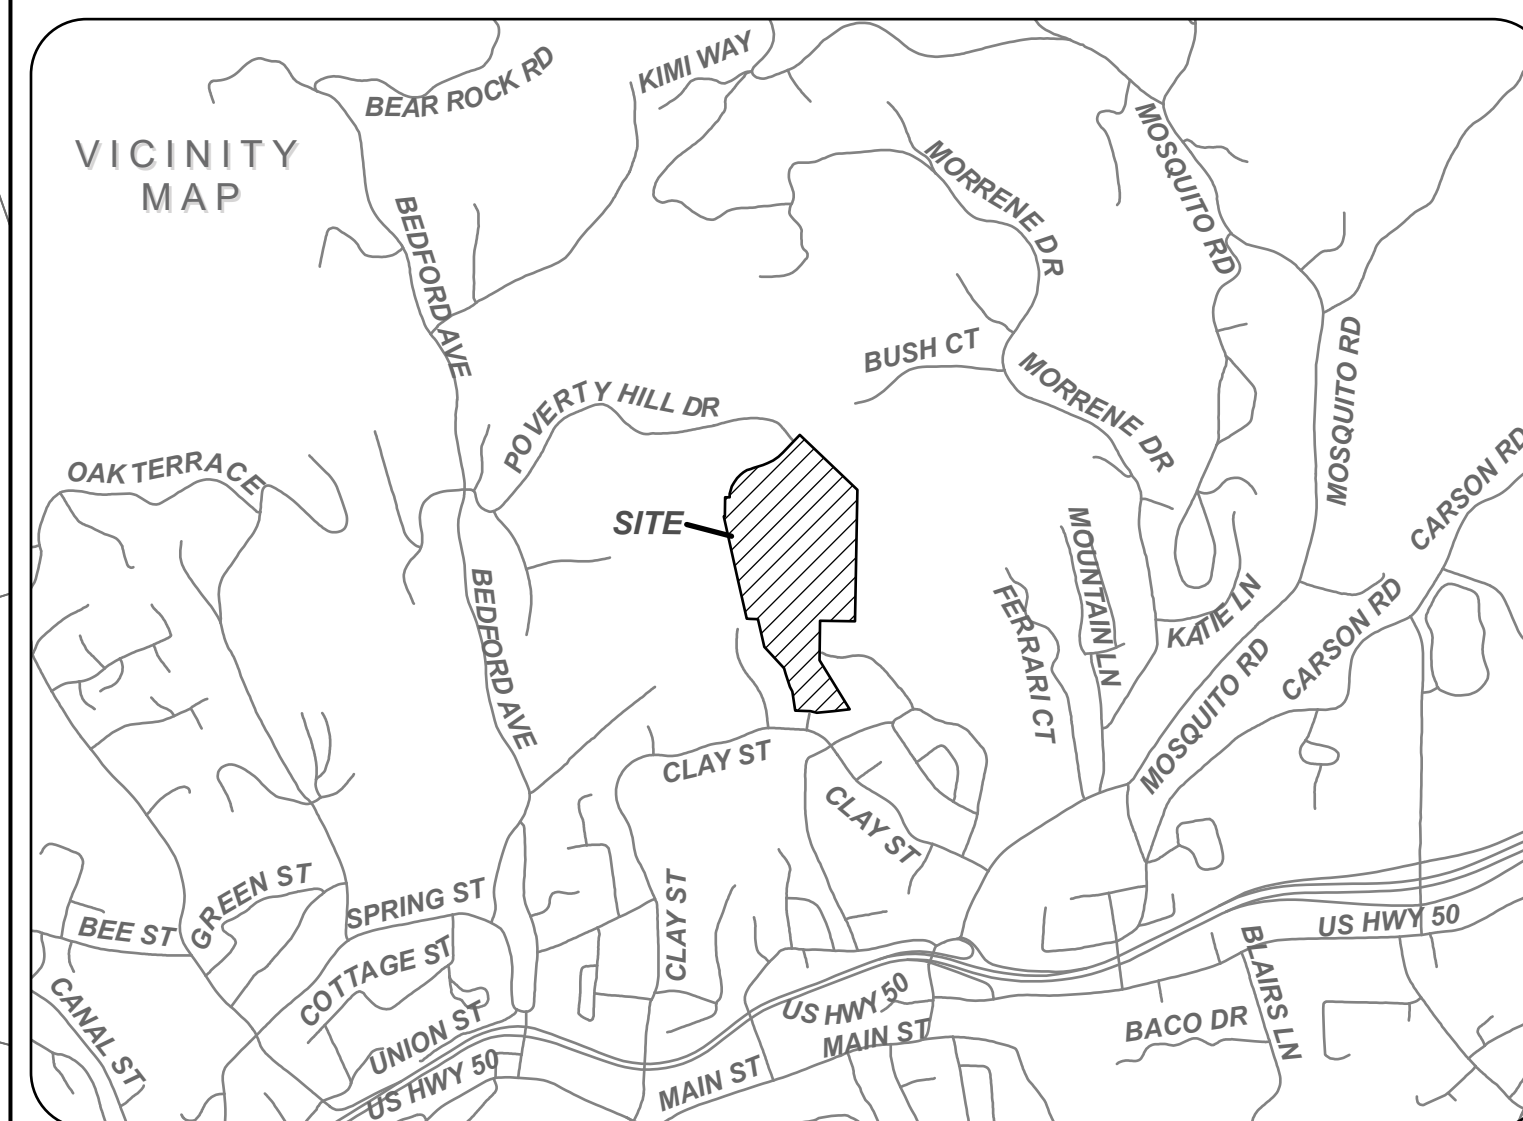 BEAR ROCK RD
KIMI WAY
VICINITY
MAP
MOSQUITO RD
MORRENE DR
BEDFORD AVE
BUSH CT
MORRENE DR
MOSQUITO RD
POVERTY HILL DR
OAK TERRACE
CARSON RD
SITE
MOUNTAIN LN
FERRARI CT
KATIE LN
BEDFORD AVE
CARSON RD
MOSQUITO RD
CLAY ST
CLAY ST
GREEN ST
SPRING ST
CLAY ST
BEE ST
US HWY 50
COTTAGE ST
BLAIRS LN
CANAL ST
US HWY 50
UNION ST
MAIN ST
BACO DR
US HWY 50
MAIN ST